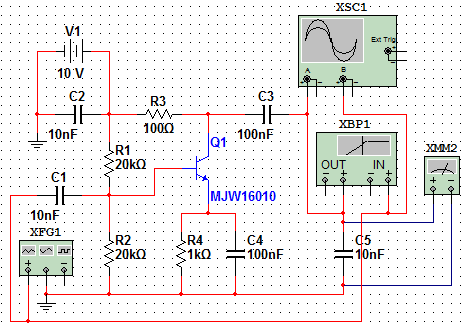 XSC1
V1
Ext Trig
10 V
A
B
C2
R3
C3
XBP1
10nF
100Ω
100nF
Q1
XMM2
R1
OUT
IN
20kΩ
C1
MJW16010
10nF
XFG1
R2
R4
C4
C5
20kΩ
1kΩ
100nF
10nF